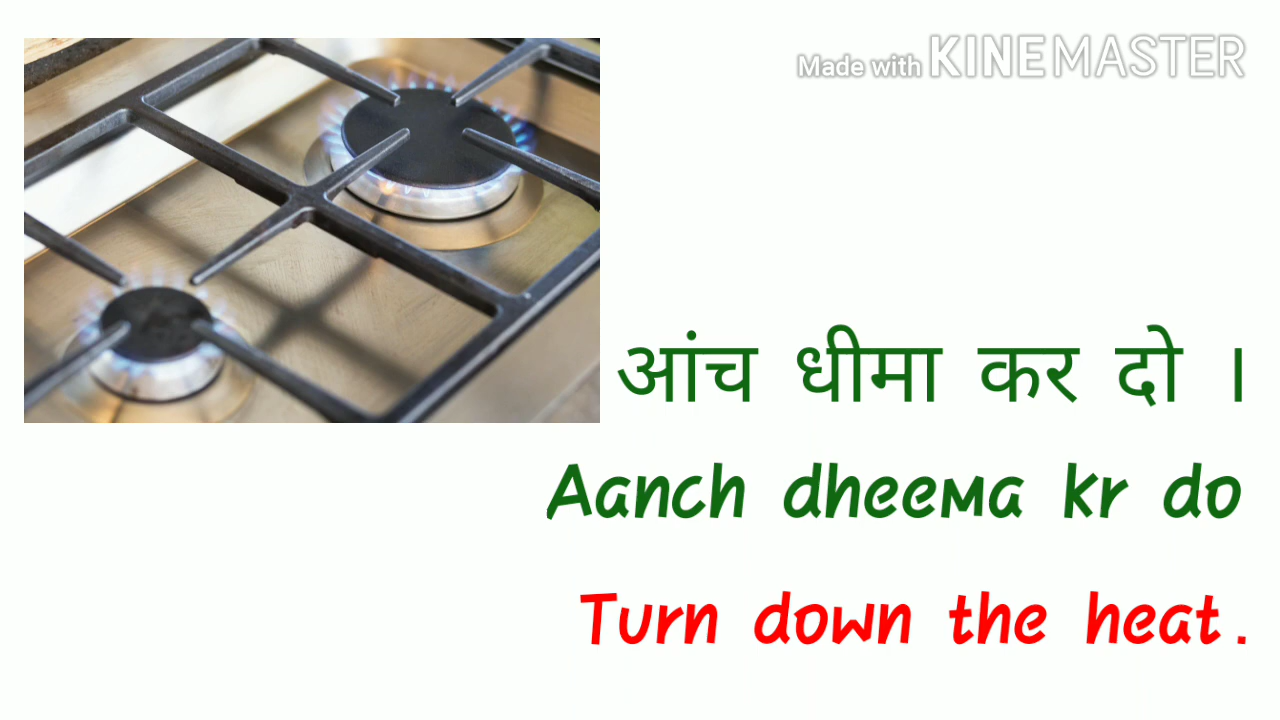 Made with KINEMASTER
आंच धीमा कर दो ।
Aanch dheema kr do
Turn down the heat.